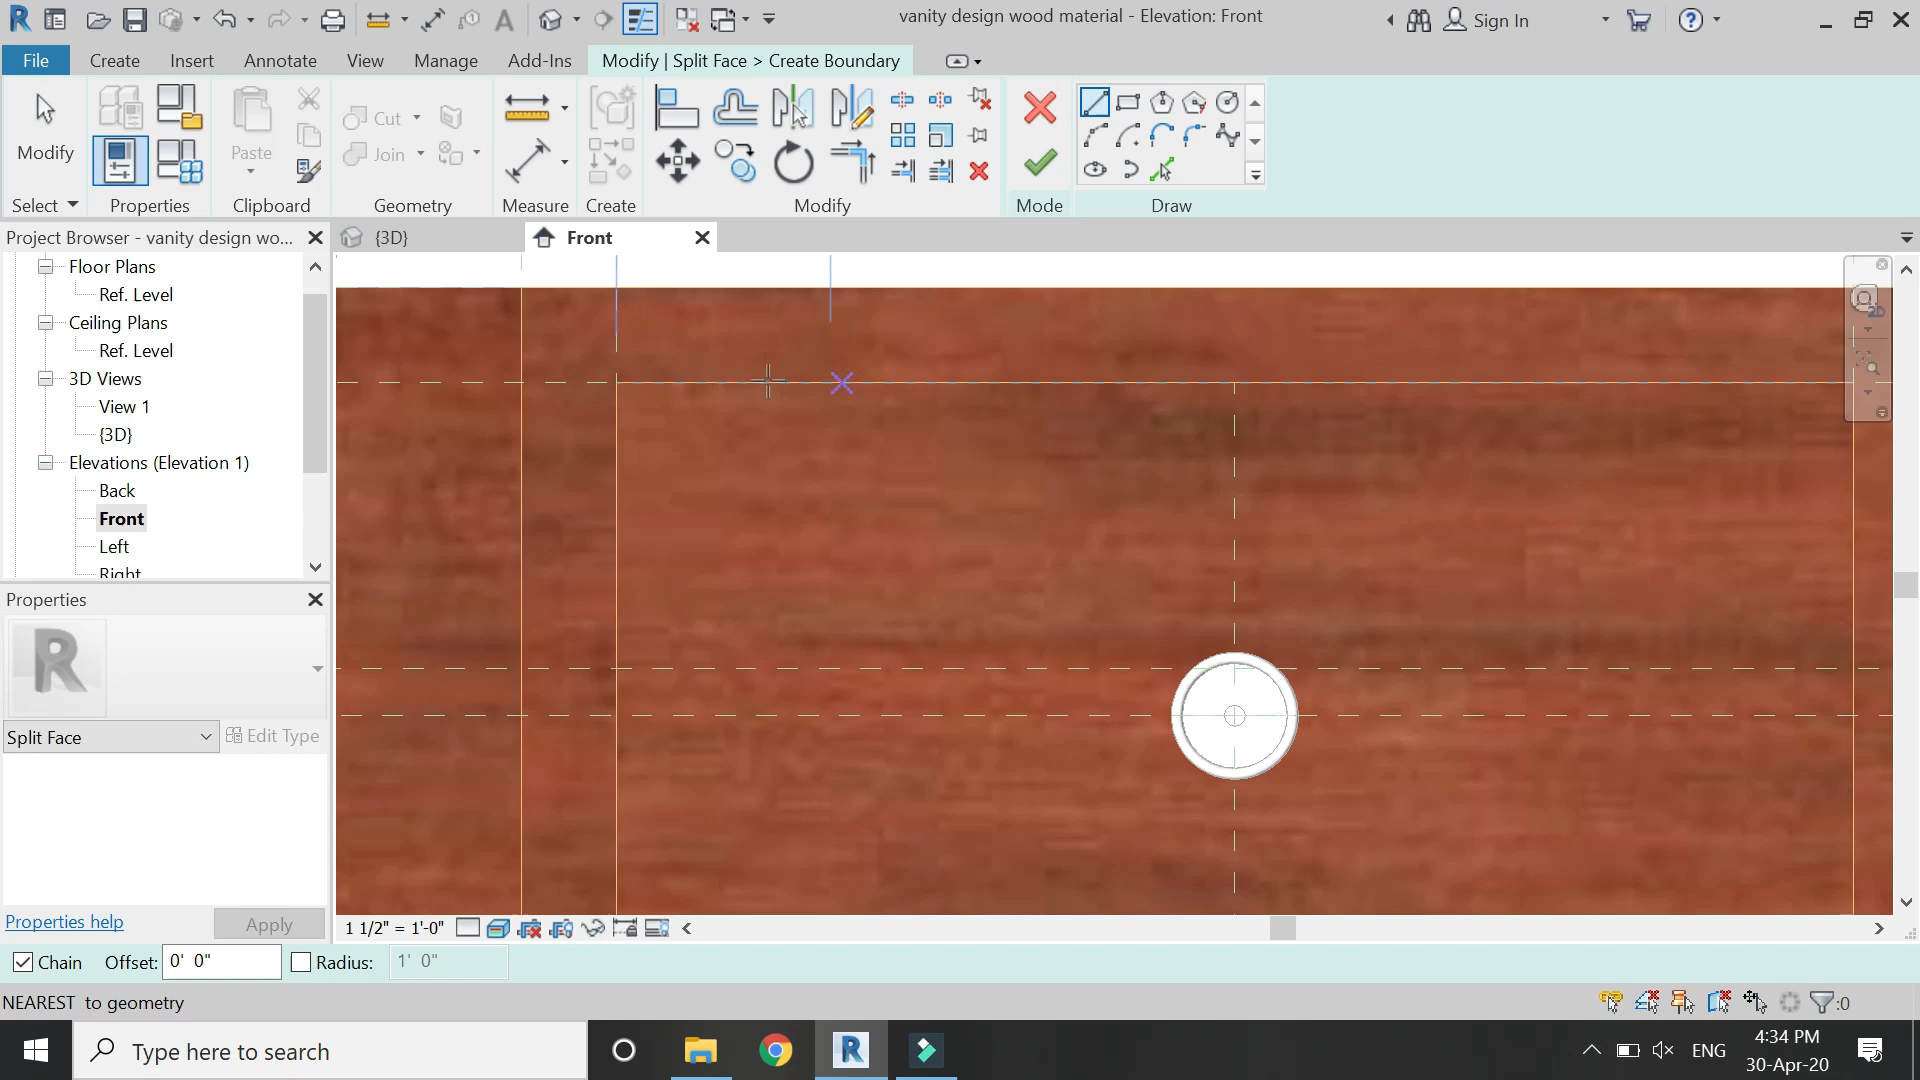 vanity design wood material - Elevation: Front
Sign In
File
Create
Insert
Annotate
View
Manage
Add-Ins
Modify | Split Face > Create Boundary
Modify
Paste
Cut
Join
Select
Properties
Clipboard
Geometry
Measure
Create
Modify
Mode
Draw
Project Browser - vanity design wo...
{3D}
Front
Floor Plans
Ref. Level
Ceiling Plans
Ref. Level
3D Views
View 1
{3D}
Elevations (Elevation 1)
Back
Front
Left
Right
2D
Properties
R
Split Face
Edit Type
Properties help
Apply
1 1/2" = 1'-0"
Chain
Offset:
0' 0"
Radius:
1' 0"
NEAREST to geometry
:0
Type here to search
ENG
4:34 PM
30-Apr-20